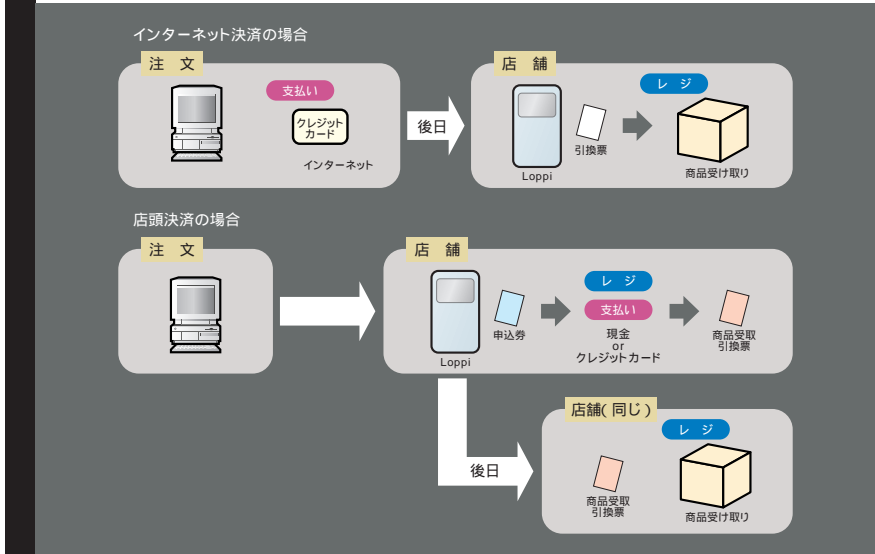 インターネット決済の場合
注 文
支払い
クレジット
カード
インターネット
後日
店 舗
Loppi
引換票
レ ジ
商品受け取り
店頭決済の場合
注 文
店 舗
Loppi
申込券
レ ジ
支払い
現金
or
クレジットカード
商品受取
引換票
後日
店舗(同じ)
レ ジ
商品受取
引換票
商品受け取り